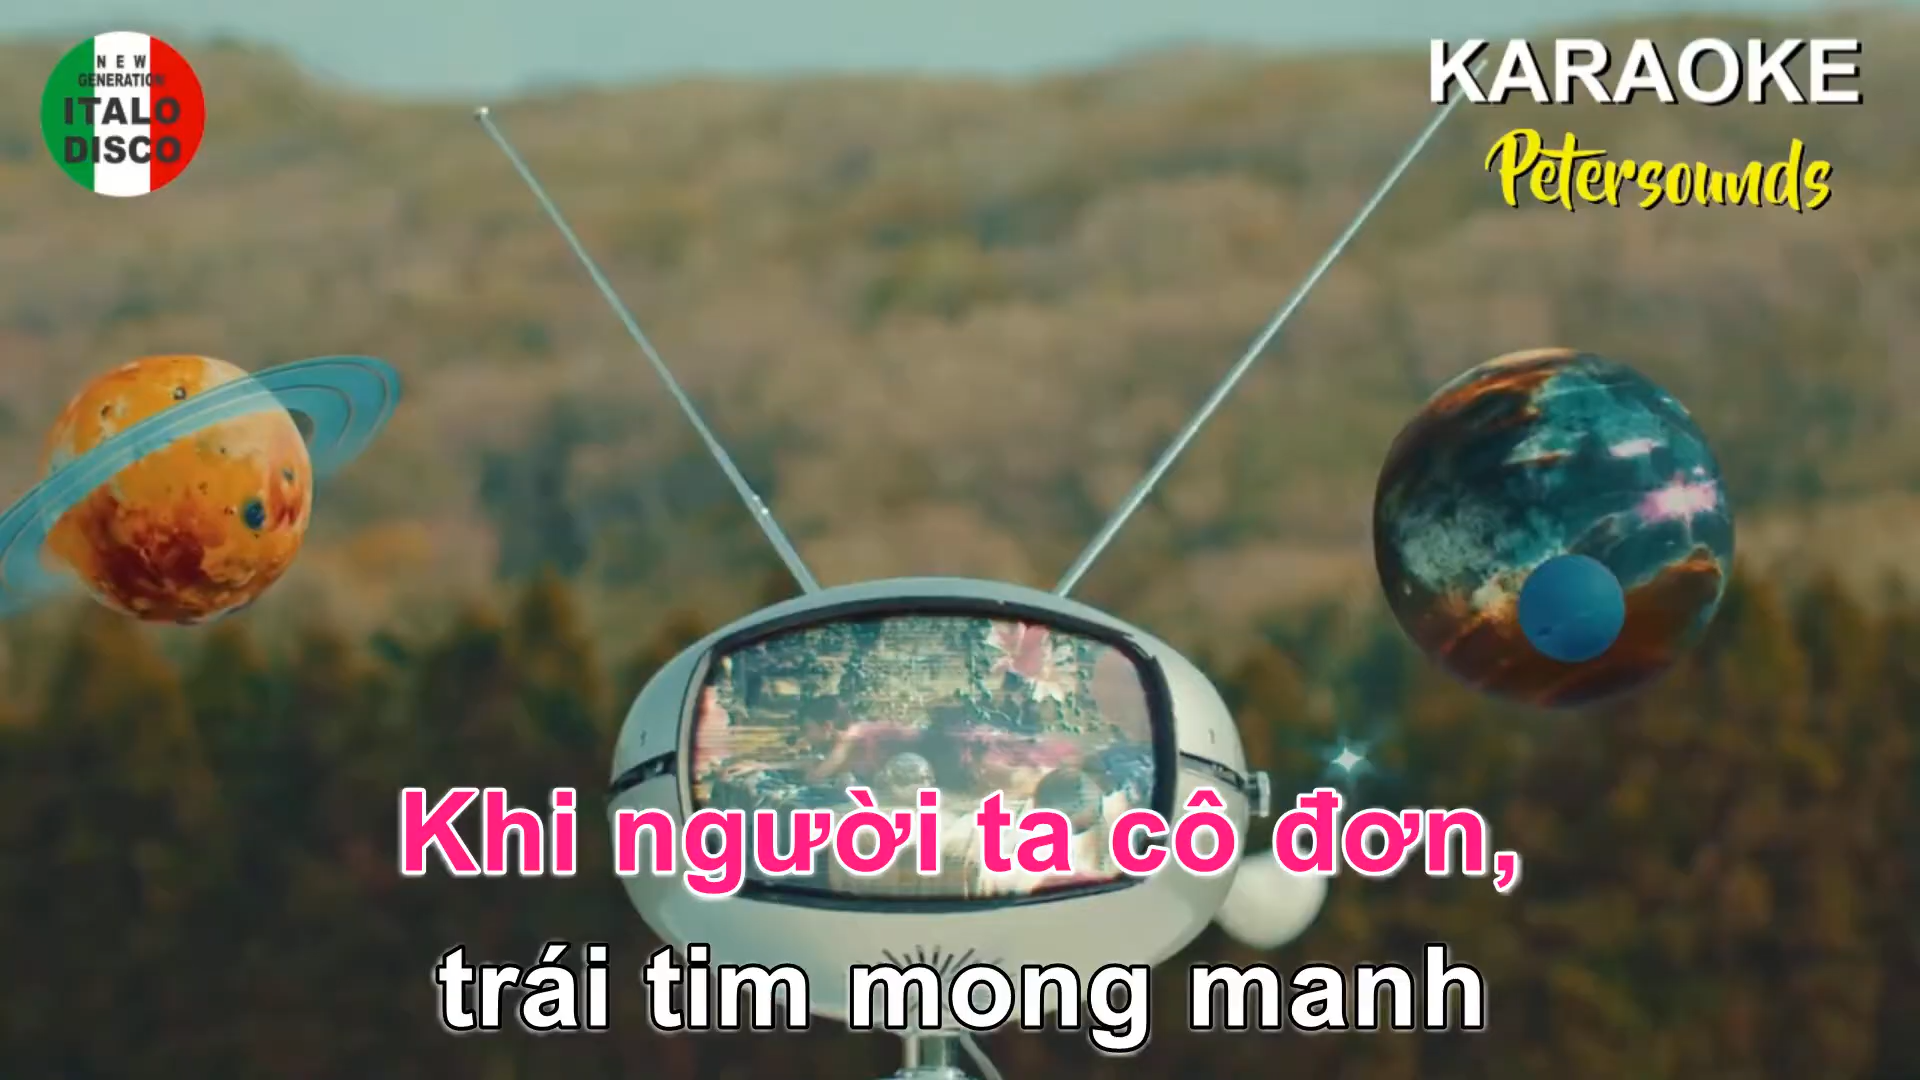 NEW
GENERATION
ITALO
DISCO
KARAOKE
Petersounds
Khi người ta cô đơn,
trái tim mong manh